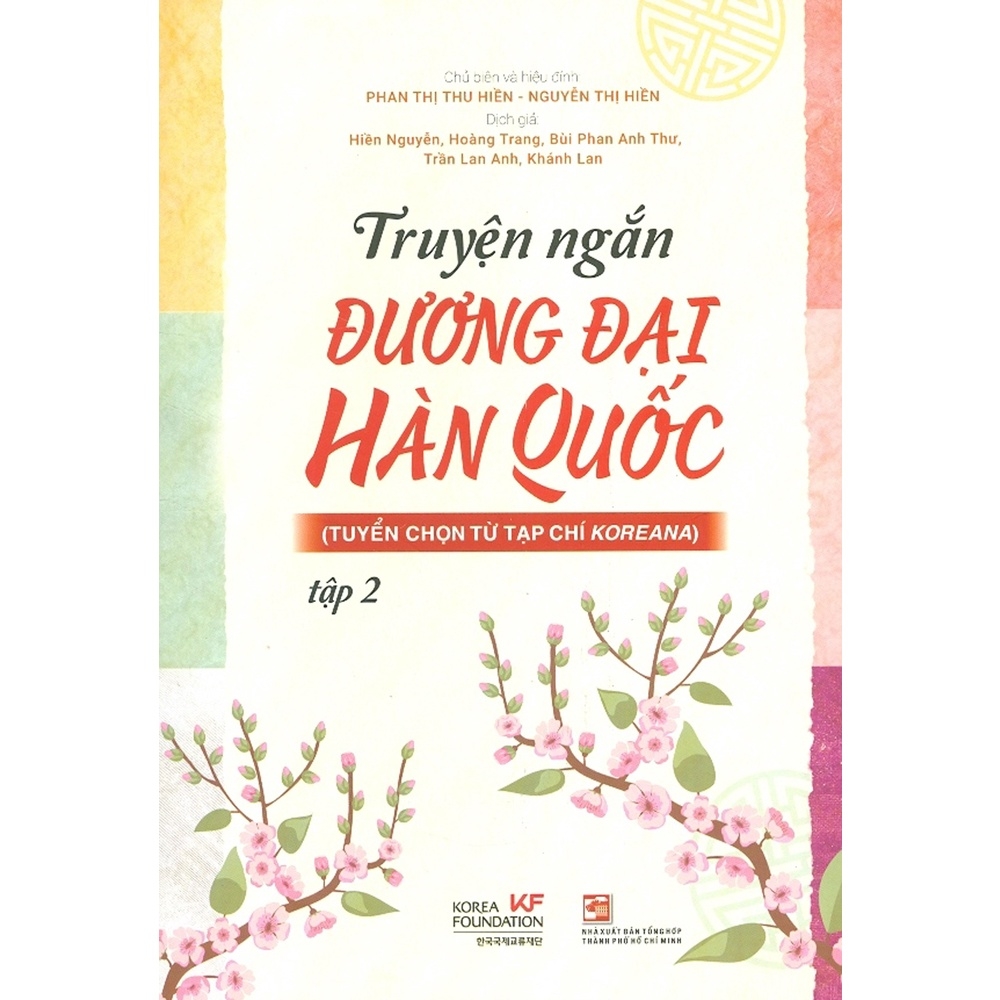 Chủ biên và hiệu đính
PHAN THỊ THU HIỀN - NGUYỄN THỊ HIỀN
Dịch giả:
Hiền Nguyễn, Hoàng Trang, Bùi Phan Anh Thư,
Trần Lan Anh, Khánh Lan
Truyện ngắn
ĐƯƠNG ĐẠI
HÀN QUỐC
(TUYỂN CHỌN TỪ TẠP CHÍ KOREANA)
tập 2
KOREA KF
FOUNDATION
한국국제교류재단
NHÀ XUẤT BẢN TỔNG HỢP
THÀNH PHỐ HỒ CHÍ MINH